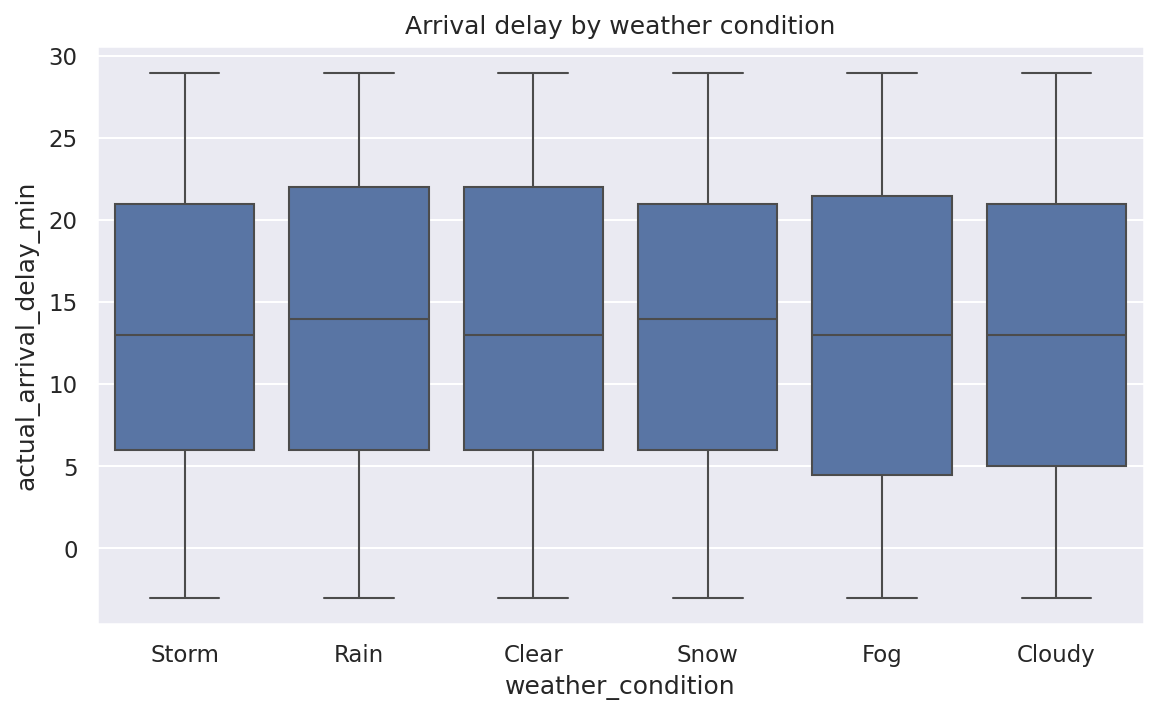 Arrival delay by weather condition
actual_arrival_delay_min
30
25
20
15
10
5
0
Storm Rain Clear Snow Fog Cloudy
weather_condition